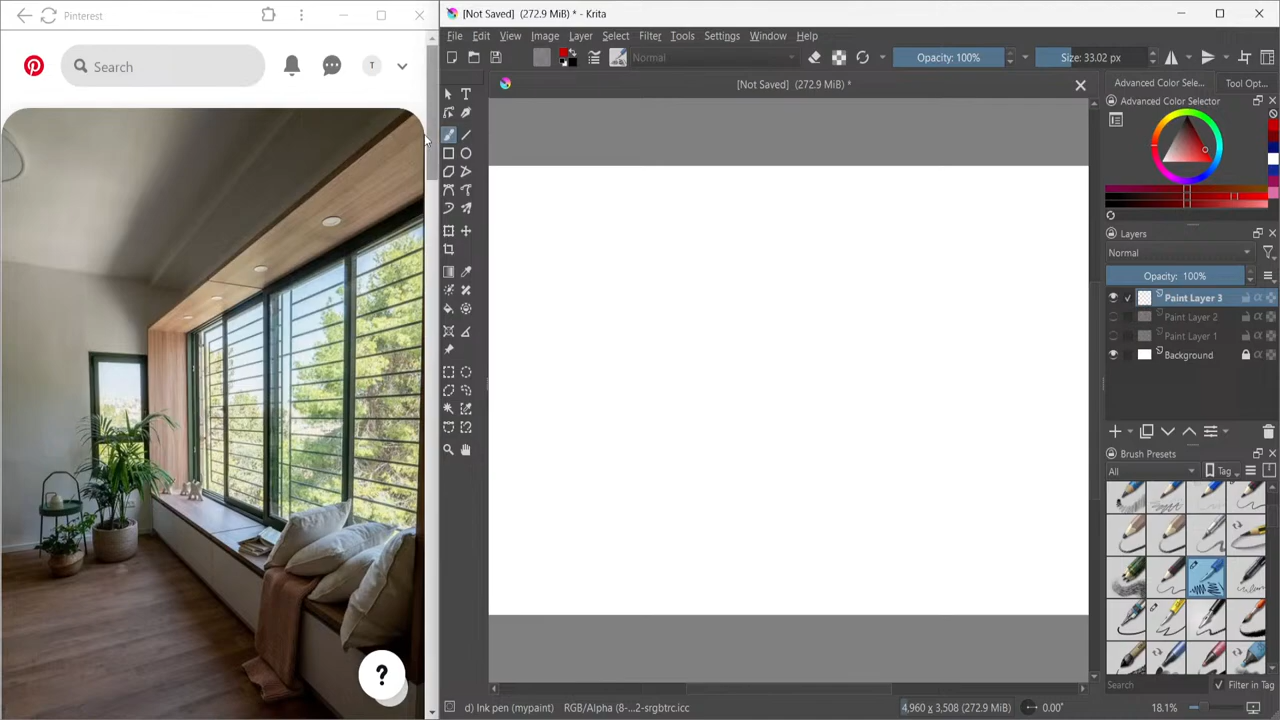 Pinterest
[Not Saved] (272.9 MiB) * - Krita
Search
T
File Edit View Image Layer Select Filter Tools Settings Window Help
Normal
Opacity: 100%
Size: 33.02 px
[Not Saved] (272.9 MiB) *
Advanced Color Sele...
Tool Opt...
Advanced Color Selector
Layers
Normal
Opacity: 100%
Paint Layer 3
Paint Layer 2
Paint Layer 1
Background
Brush Presets
All
Tag
Search
Filter in Tag
?
d) Ink pen (mypaint)
RGB/Alpha (8-...2-srgbtrc.icc
4,960 x 3,508 (272.9 MiB)
0.00°
18.1%